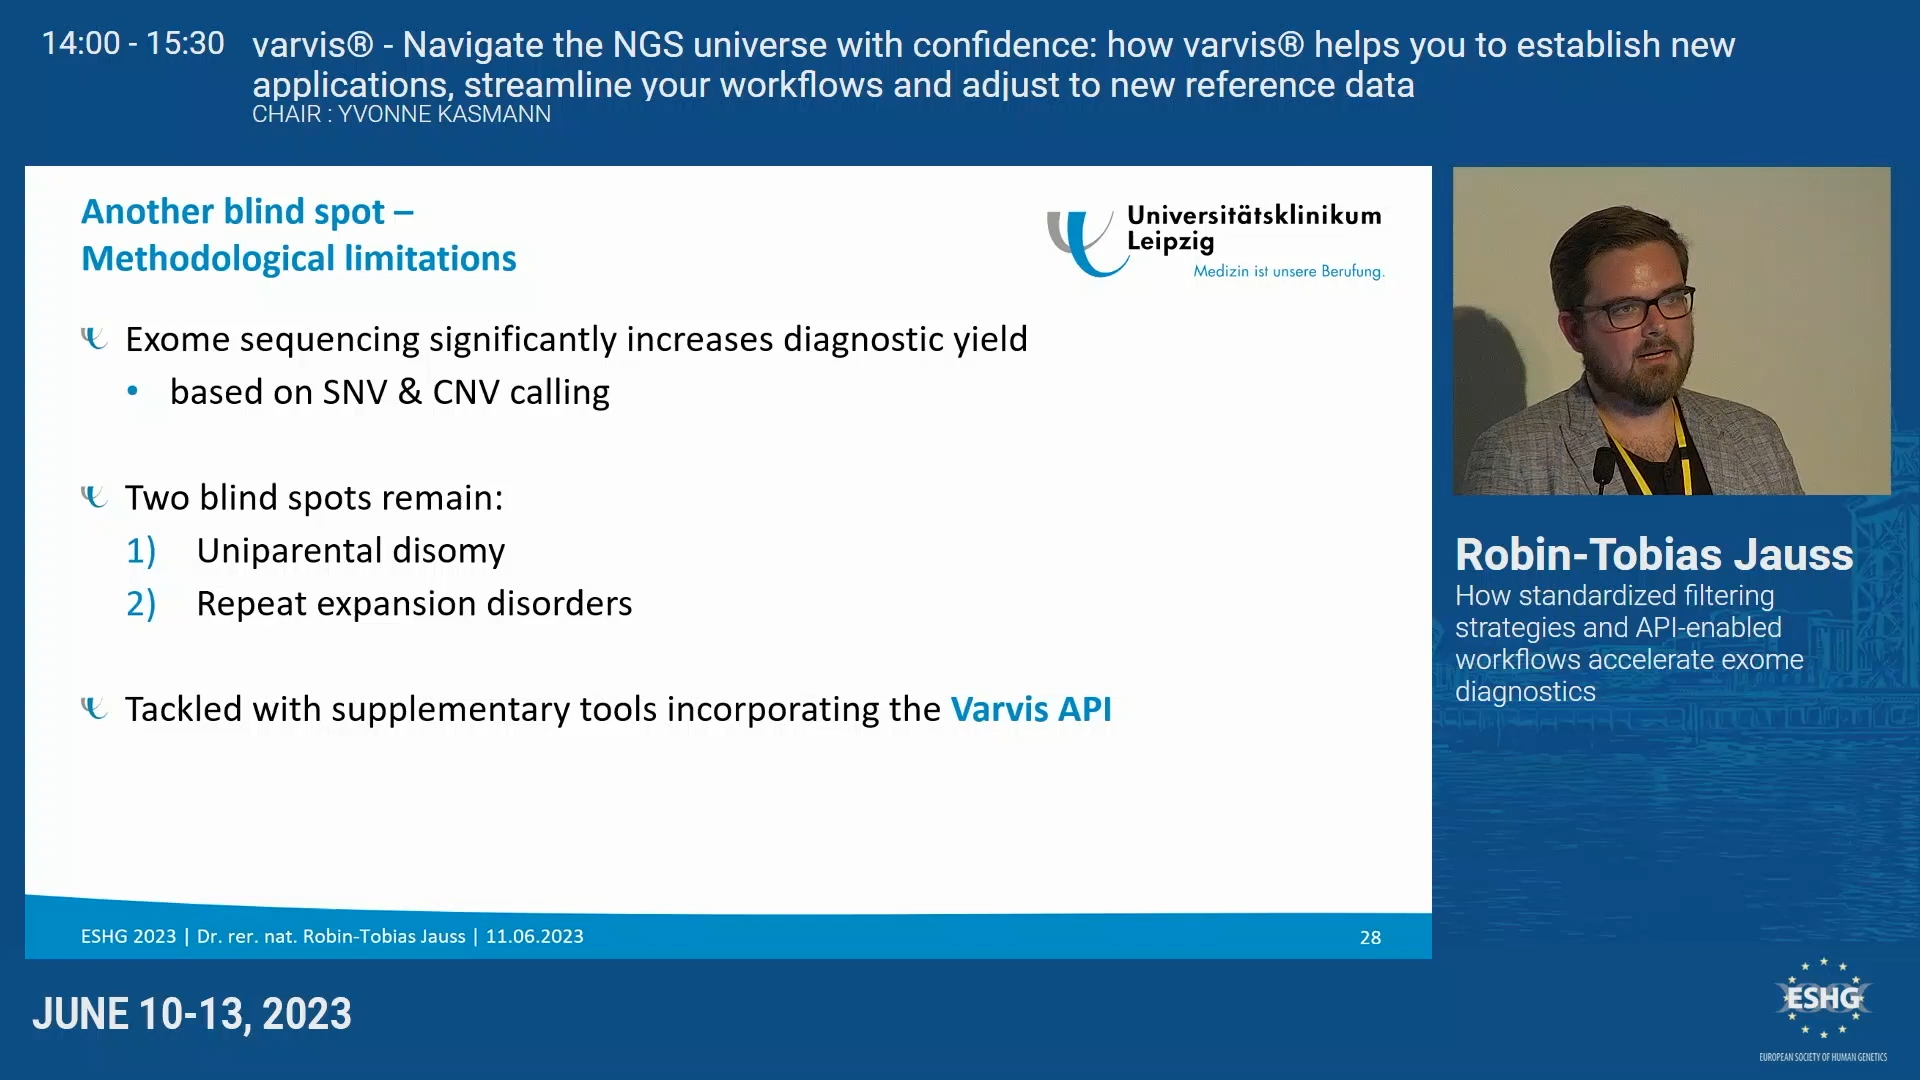 14:00 - 15:30
varvis® - Navigate the NGS universe with confidence: how varvis® helps you to establish new
applications, streamline your workflows and adjust to new reference data
CHAIR : YVONNE KASMANN
Another blind spot –
Methodological limitations
Universitätsklinikum
Leipzig
Medizin ist unsere Berufung.
Exome sequencing significantly increases diagnostic yield
• based on SNV & CNV calling
Two blind spots remain:
1) Uniparental disomy
2) Repeat expansion disorders
Tackled with supplementary tools incorporating the Varvis API
ESHG 2023 | Dr. rer. nat. Robin-Tobias Jauss | 11.06.2023
28
Robin-Tobias Jauss
How standardized filtering
strategies and API-enabled
workflows accelerate exome
diagnostics
JUNE 10-13, 2023
ESHG
EUROPEAN SOCIETY OF HUMAN GENETICS